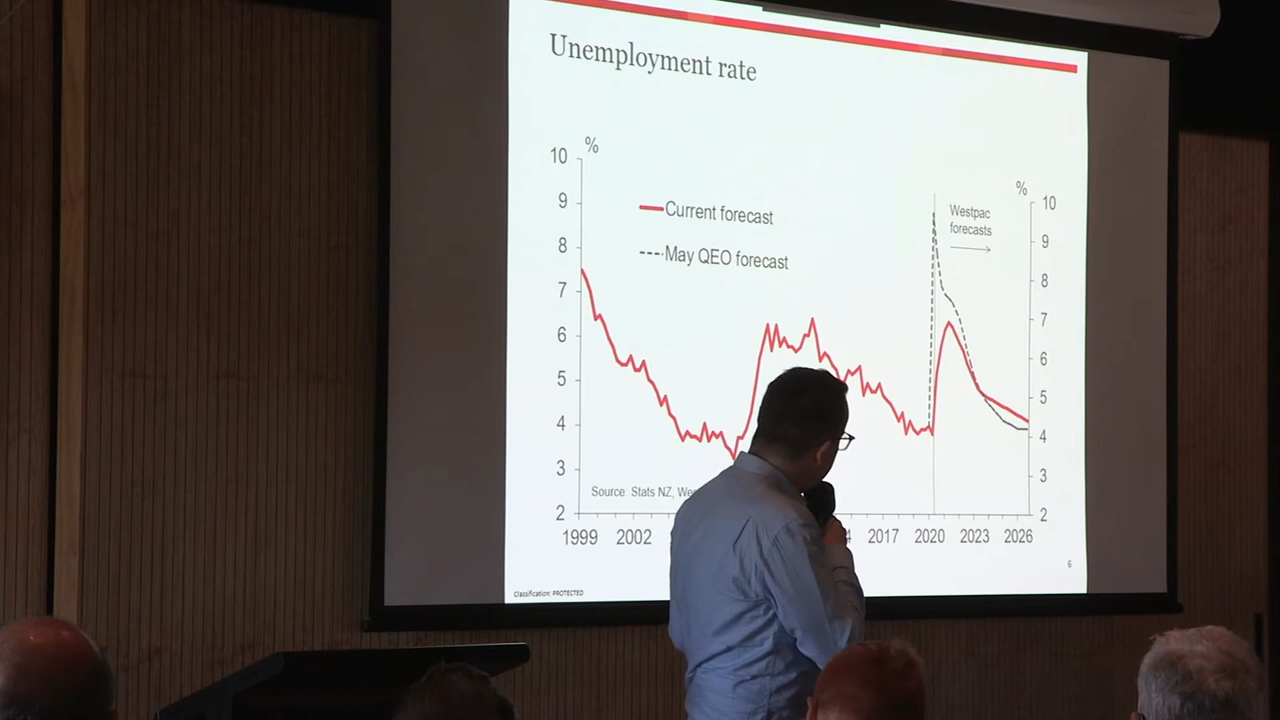 Unemployment rate
%
10
9
8
7
6
5
4
3
2
Current forecast
May QEO forecast
Westpac
forecasts
%
10
9
8
7
6
5
4
3
2
Source: Stats NZ,
1999 2002 2017 2020 2023 2026
6
Classification: PROTECTED